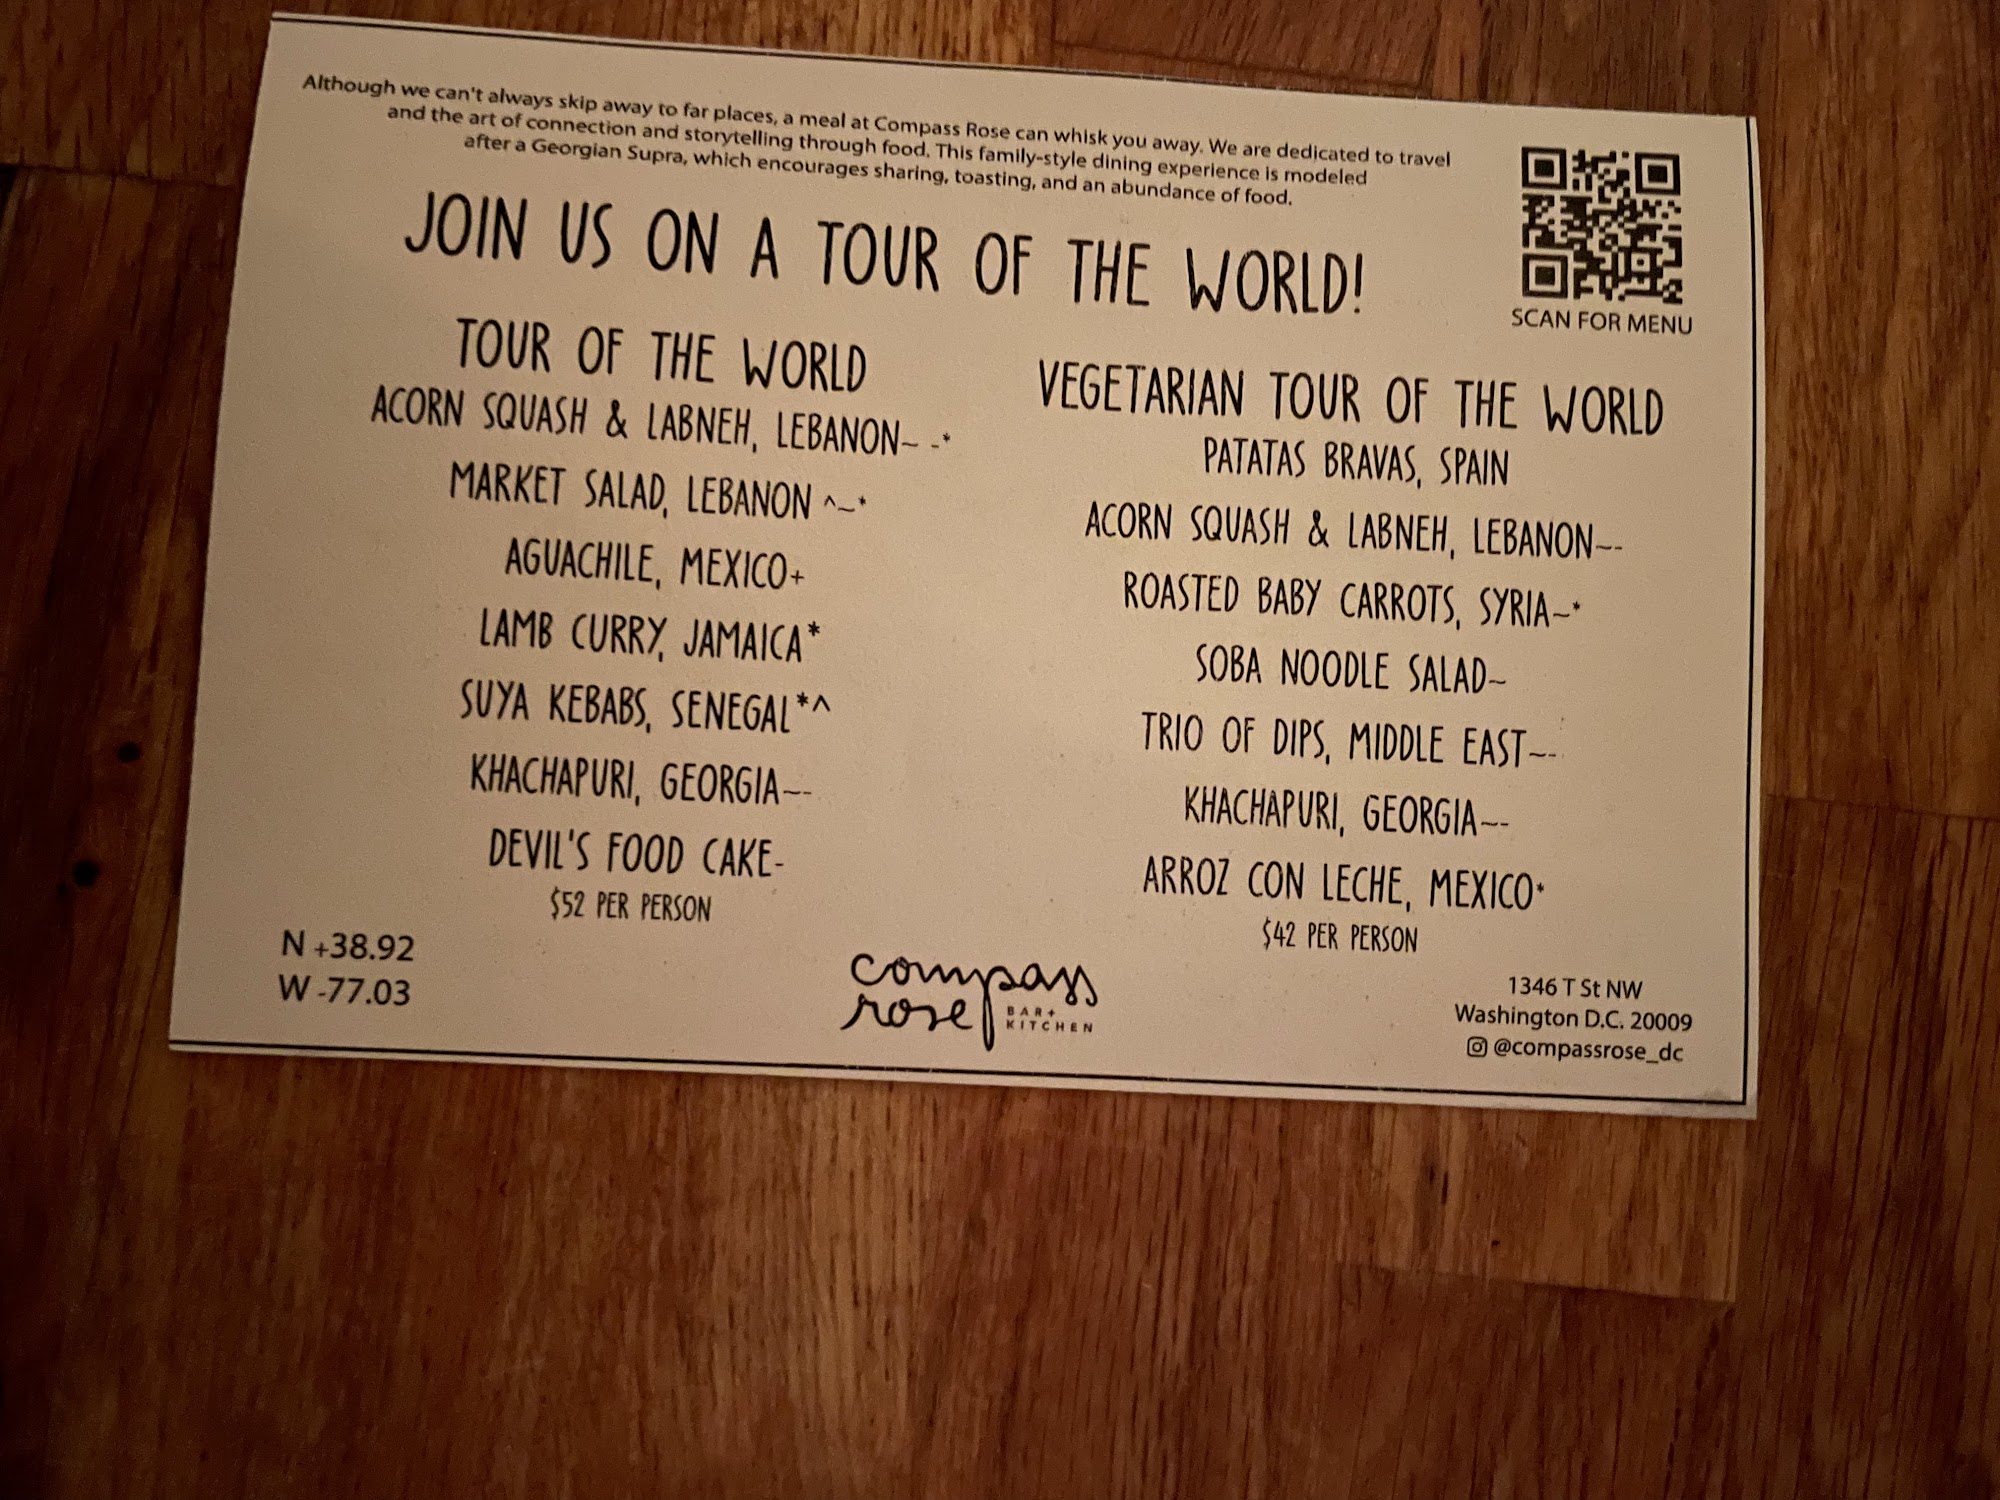 Although we can't always skip away to far places, a meal at Compass Rose can whisk you away. We are dedicated to travel
and the art of connection and storytelling through food. This family-style dining experience is modeled
after a Georgian Supra, which encourages sharing, toasting, and an abundance of food.
JOIN US ON A TOUR OF THE WORLD!
SCAN FOR MENU
TOUR OF THE WORLD
ACORN SQUASH & LABNEH, LEBANON~ -*
MARKET SALAD, LEBANON ^~*
AGUACHILE, MEXICO+
LAMB CURRY, JAMAICA*
SUYA KEBABS, SENEGAL*^
KHACHAPURI, GEORGIA~-
DEVIL'S FOOD CAKE-
$52 PER PERSON
VEGETARIAN TOUR OF THE WORLD
PATATAS BRAVAS, SPAIN
ACORN SQUASH & LABNEH, LEBANON~-
ROASTED BABY CARROTS, SYRIA~*
SOBA NOODLE SALAD~
TRIO OF DIPS, MIDDLE EAST~-
KHACHAPURI, GEORGIA~-
ARROZ CON LECHE, MEXICO*
$42 PER PERSON
N +38.92
W -77.03
compass
rose BAR+
KITCHEN
1346 T St NW
Washington D.C. 20009
@compassrose_dc